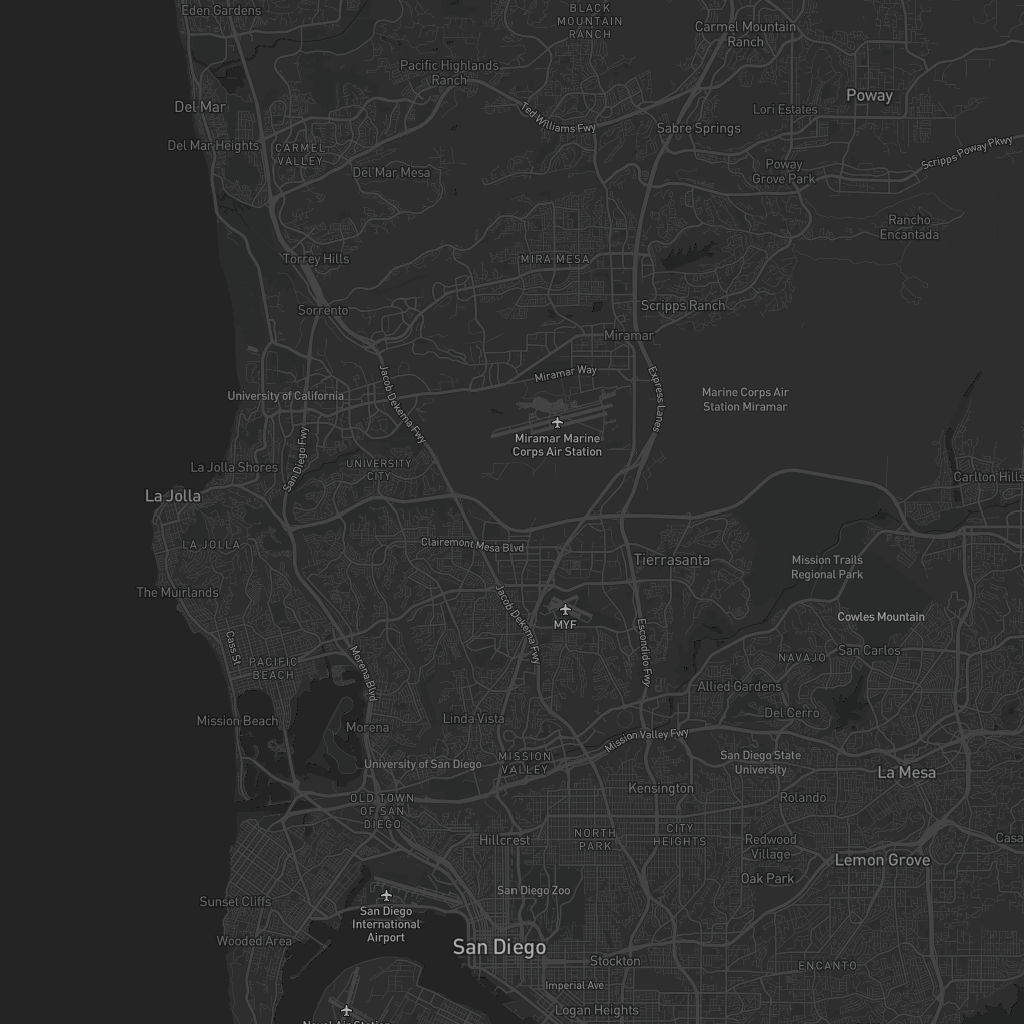 Eden Gardens
BLACK
MOUNTAIN
RANCH
Carmel Mountain
Ranch
Pacific Highlands
Ranch
Poway
Del Mar
Lori Estates
Ted Williams Fwy
Sabre Springs
Del Mar Heights
CARMEL
VALLEY
Scripps Poway Pkwy
Del Mar Mesa
Poway
Grove Park
Rancho
Encantada
Torrey Hills
MIRA MESA
Sorrento
Scripps Ranch
Miramar
Miramar Way
Jacob Dekema Fwy
Express Lanes
University of California
Marine Corps Air
Station Miramar
Miramar Marine
Corps Air Station
San Diego Fwy
La Jolla Shores
UNIVERSITY
CITY
Carlton Hills
La Jolla
LA JOLLA
Clairemont Mesa Blvd
Tierrasanta
Mission Trails
Regional Park
The Muirlands
Jacob Dekema Fwy
MYF
Cowles Mountain
Cass St
Escondido Fwy
PACIFIC
BEACH
Morena Blvd
NAVAJO
San Carlos
Allied Gardens
Mission Beach
Morena
Linda Vista
Del Cerro
Mission Valley Fwy
University of San Diego
MISSION
VALLEY
San Diego State
University
La Mesa
Kensington
Rolando
OLD TOWN
OF SAN
DIEGO
Hillcrest
NORTH
PARK
CITY
HEIGHTS
Redwood
Village
Casa
Lemon Grove
Oak Park
San Diego Zoo
Sunset Cliffs
San Diego
International
Airport
Wooded Area
San Diego
Stockton
ENCANTO
Imperial Ave
Logan Heights
Naval Air Station